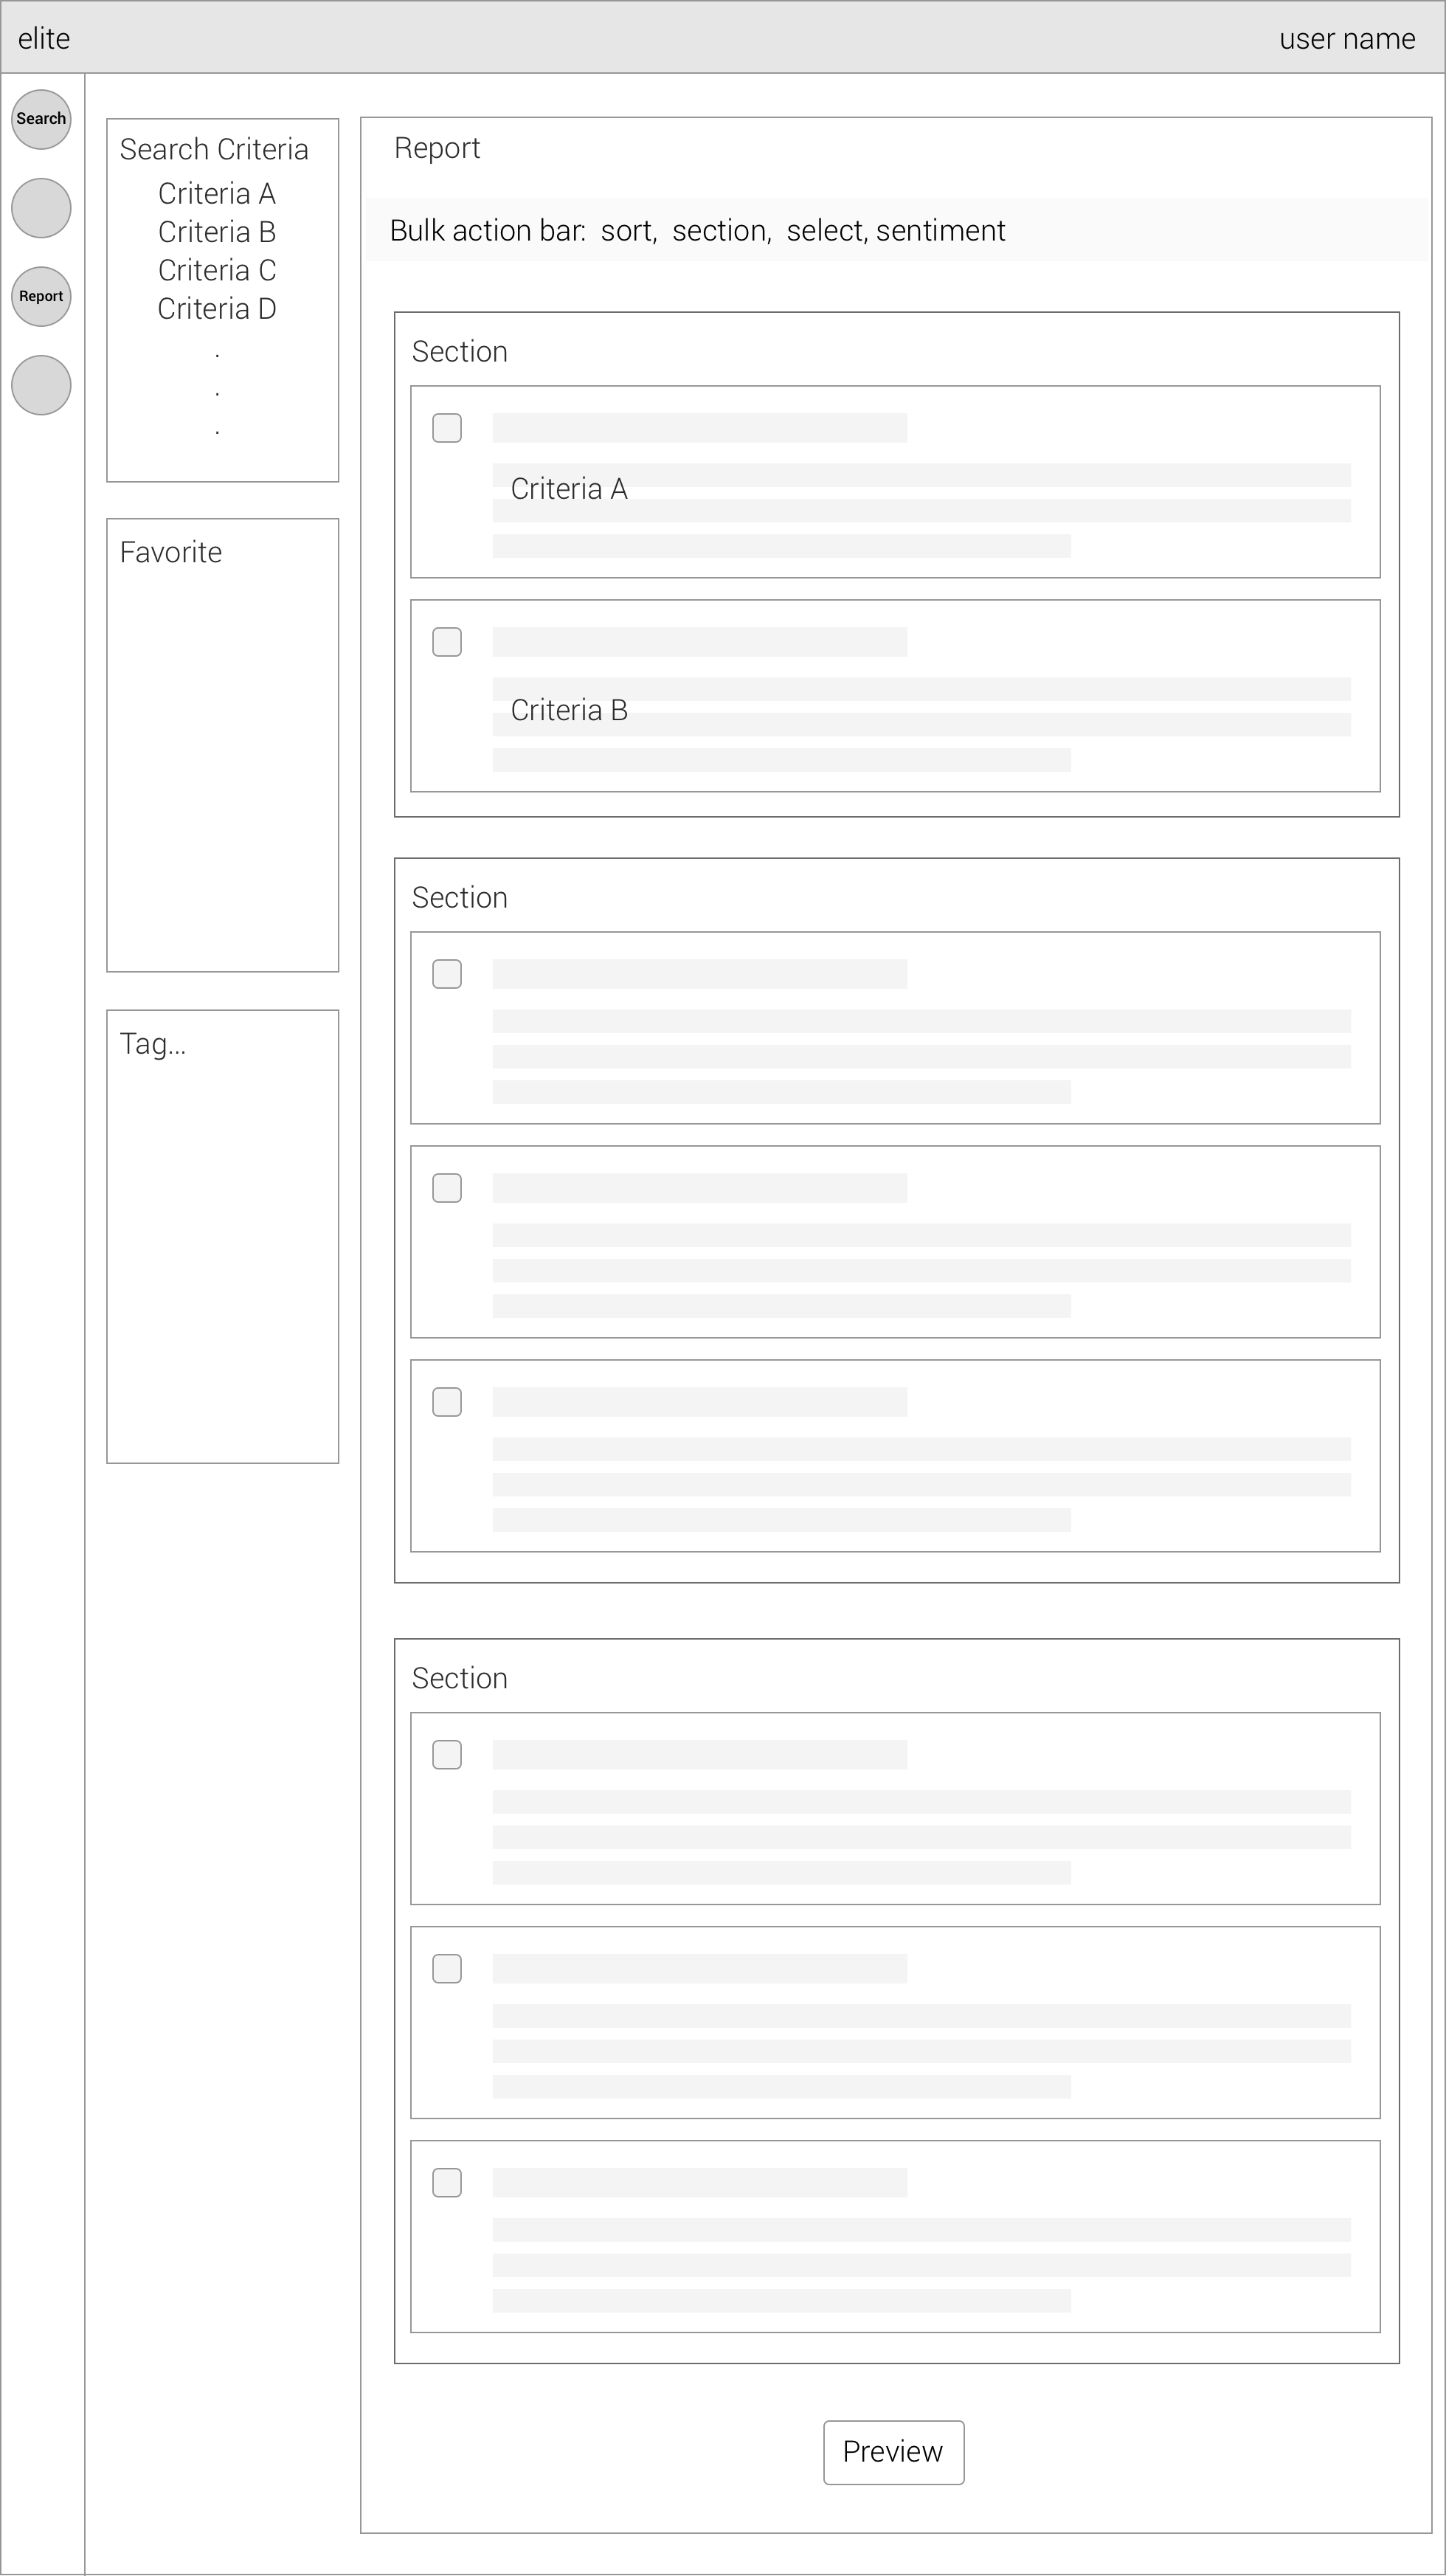 elite
user name
Search
Report
Search Criteria
Criteria A
Criteria B
Criteria C
Criteria D
.
.
.
Favorite
Tag...
Report
Bulk action bar: sort, section, select, sentiment
Section
Criteria A
Criteria B
Section
Section
Preview